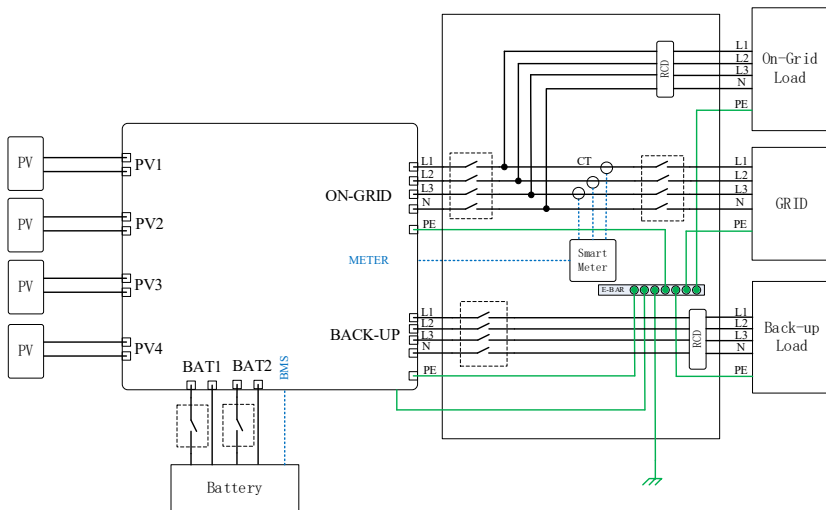 L1
L2
L3
N
PE
RCD
On-Grid
Load
PV
PV1
L1
L2
L3
N
PE
ON-GRID
CT
L1
L2
L3
N
PE
GRID
PV
PV2
METER
Smart
Meter
E-BAR
PV
PV3
L1
L2
L3
N
PE
BACK-UP
RCD
L1
L2
L3
N
PE
Back-up
Load
PV
PV4
BAT1
BAT2
BMS
Battery